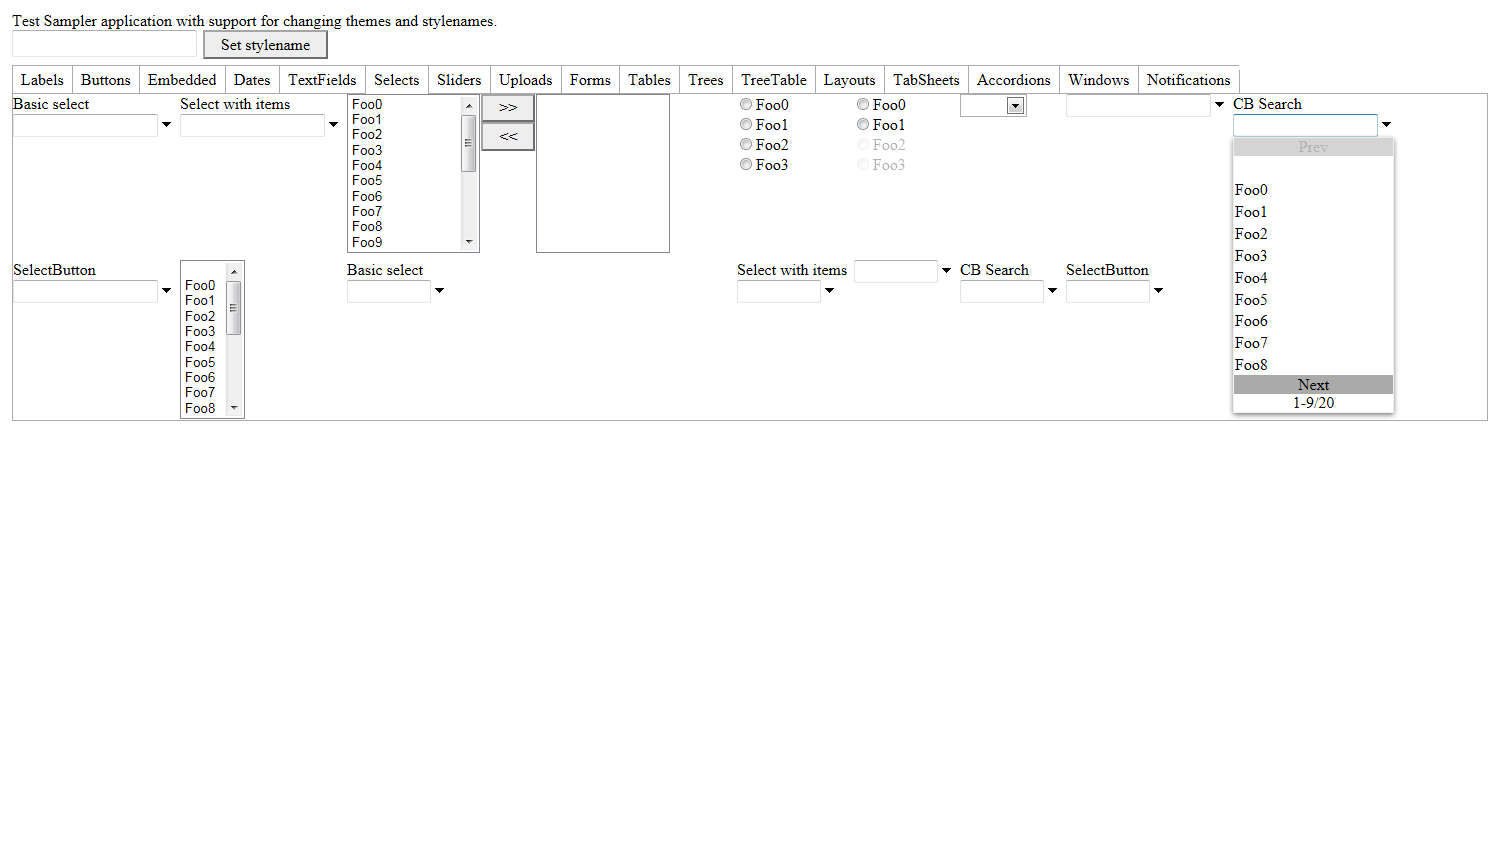 Test Sampler application with support for changing themes and stylenames.
Set stylename
Labels Buttons Embedded Dates TextFields Selects Sliders Uploads Forms Tables Trees TreeTable Layouts TabSheets Accordions Windows Notifications
Basic select
Select with items
Foo0
Foo1
Foo2
Foo3
Foo4
Foo5
Foo6
Foo7
Foo8
Foo9
>>
<<
Foo0
Foo1
Foo2
Foo3
Foo0
Foo1
Foo2
Foo3
CB Search
Prev
Foo0
Foo1
Foo2
Foo3
Foo4
Foo5
Foo6
Foo7
Foo8
Next
1-9/20
SelectButton
Foo0
Foo1
Foo2
Foo3
Foo4
Foo5
Foo6
Foo7
Foo8
Basic select
Select with items
CB Search
SelectButton